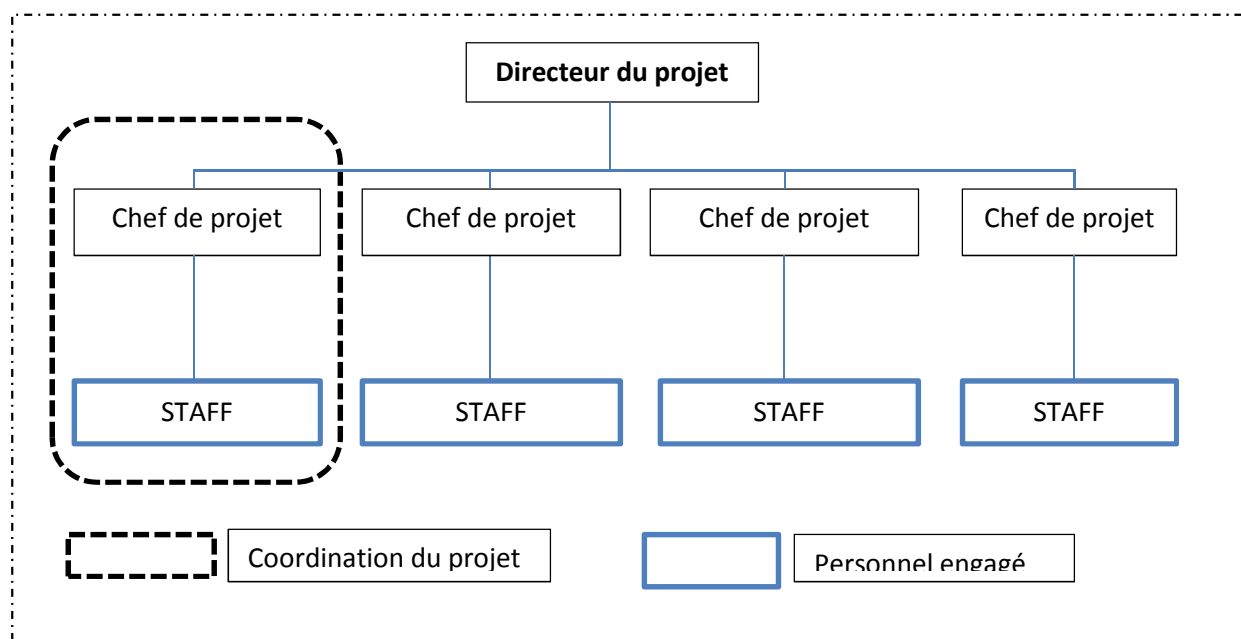 Directeur du projet
Chef de projet
Chef de projet
Chef de projet
Chef de projet
STAFF
STAFF
STAFF
STAFF
Coordination du projet
Personnel engagé